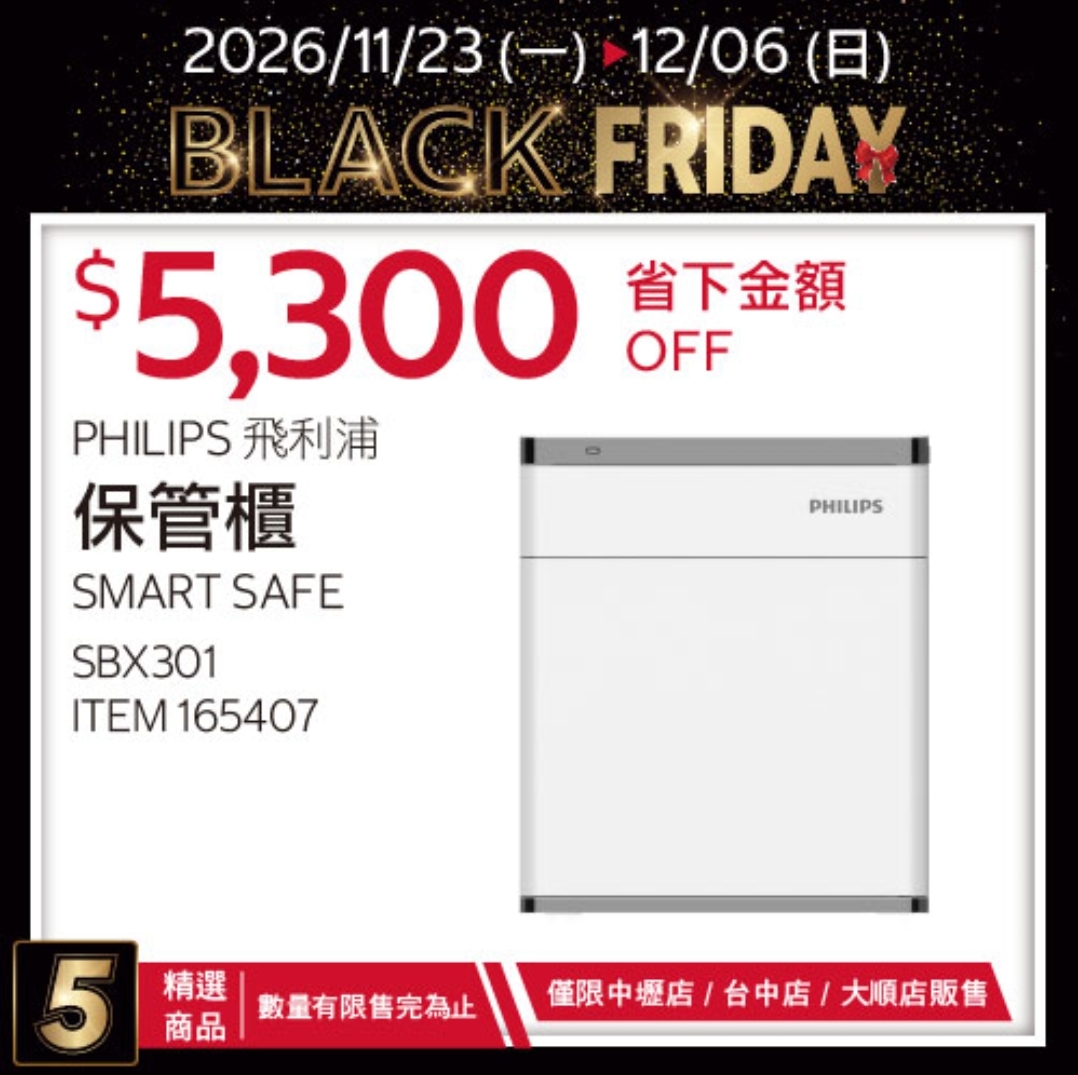 2026/11/23 (一) ▶ 12/06 (日)
BLACK FRIDAY
$5,300 省下金額
OFF
PHILIPS 飛利浦
保管櫃
SMART SAFE
SBX301
ITEM 165407
PHILIPS
5 精選商品
數量有限售完為止
僅限中壢店 / 台中店 / 大順店販售